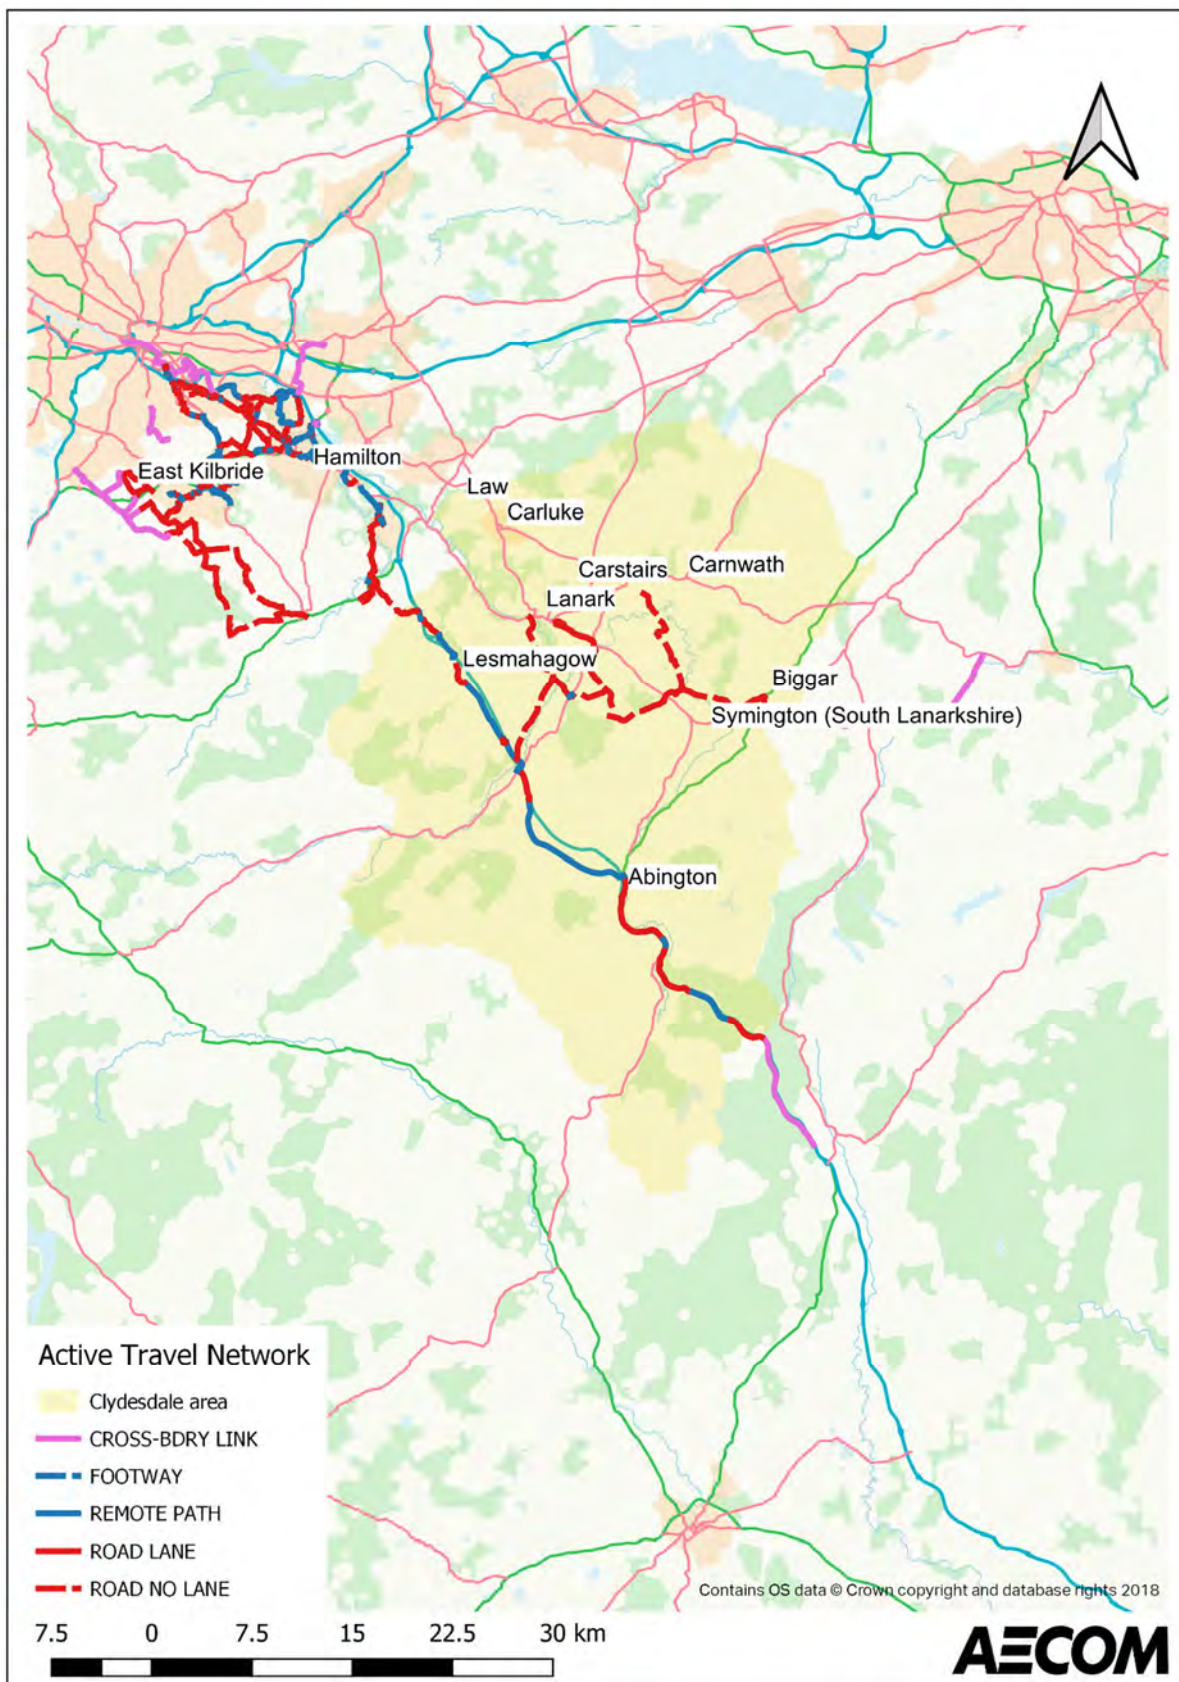 East Kilbride
Hamilton
Law
Carluke
Carstairs
Carnwath
Lanark
Lesmahagow
Biggar
Symington (South Lanarkshire)
Abington
Active Travel Network
Clydesdale area
CROSS-BDRY LINK
FOOTWAY
REMOTE PATH
ROAD LANE
ROAD NO LANE
Contains OS data © Crown copyright and database rights 2018
7.5 0 7.5 15 22.5 30 km
AECOM